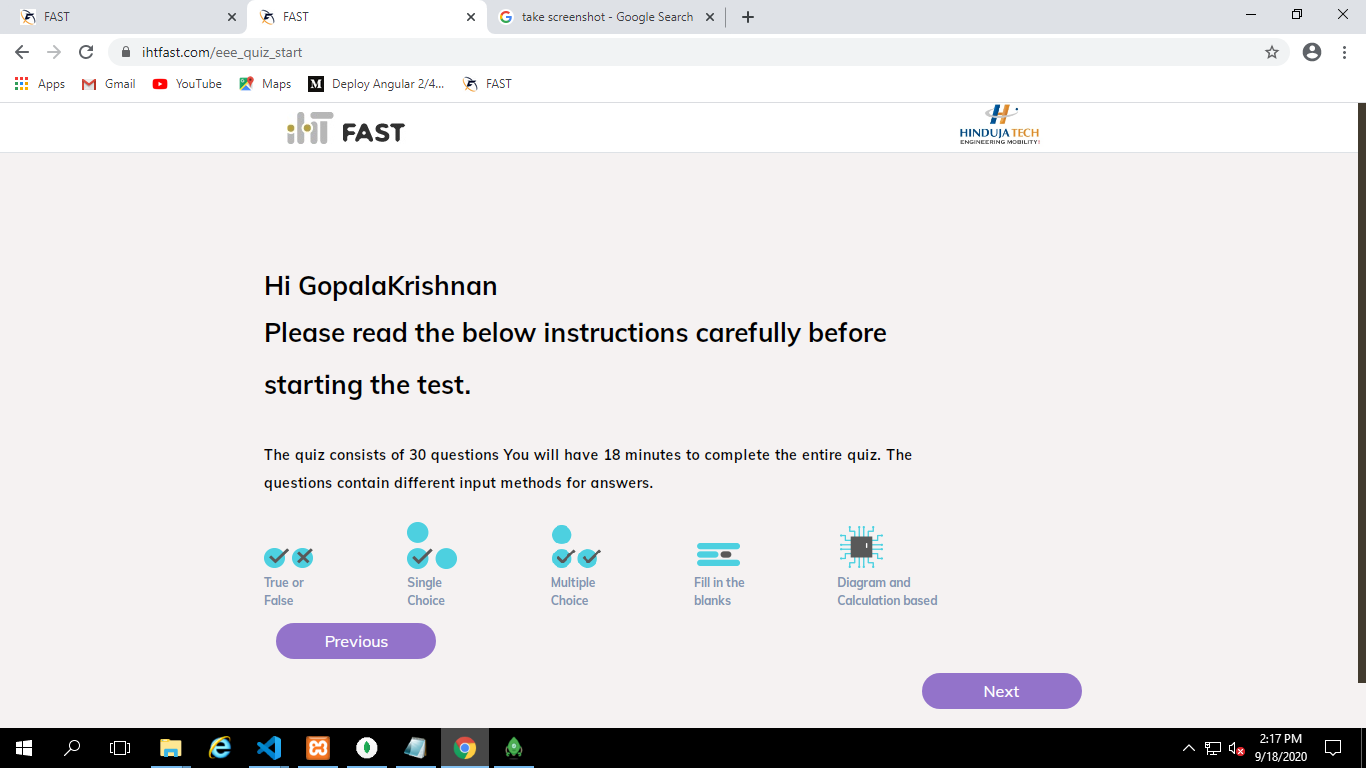 FAST
FAST
take screenshot - Google Search
ihtfast.com/eee_quiz_start
Apps
Gmail
YouTube
Maps
Deploy Angular 2/4...
FAST
iHT FAST
HINDUJA TECH
ENGINEERING MOBILITY!
Hi GopalaKrishnan
Please read the below instructions carefully before
starting the test.
The quiz consists of 30 questions You will have 18 minutes to complete the entire quiz. The
questions contain different input methods for answers.
True or
False
Single
Choice
Multiple
Choice
Fill in the
blanks
Diagram and
Calculation based
Previous
Next
2:17 PM
9/18/2020